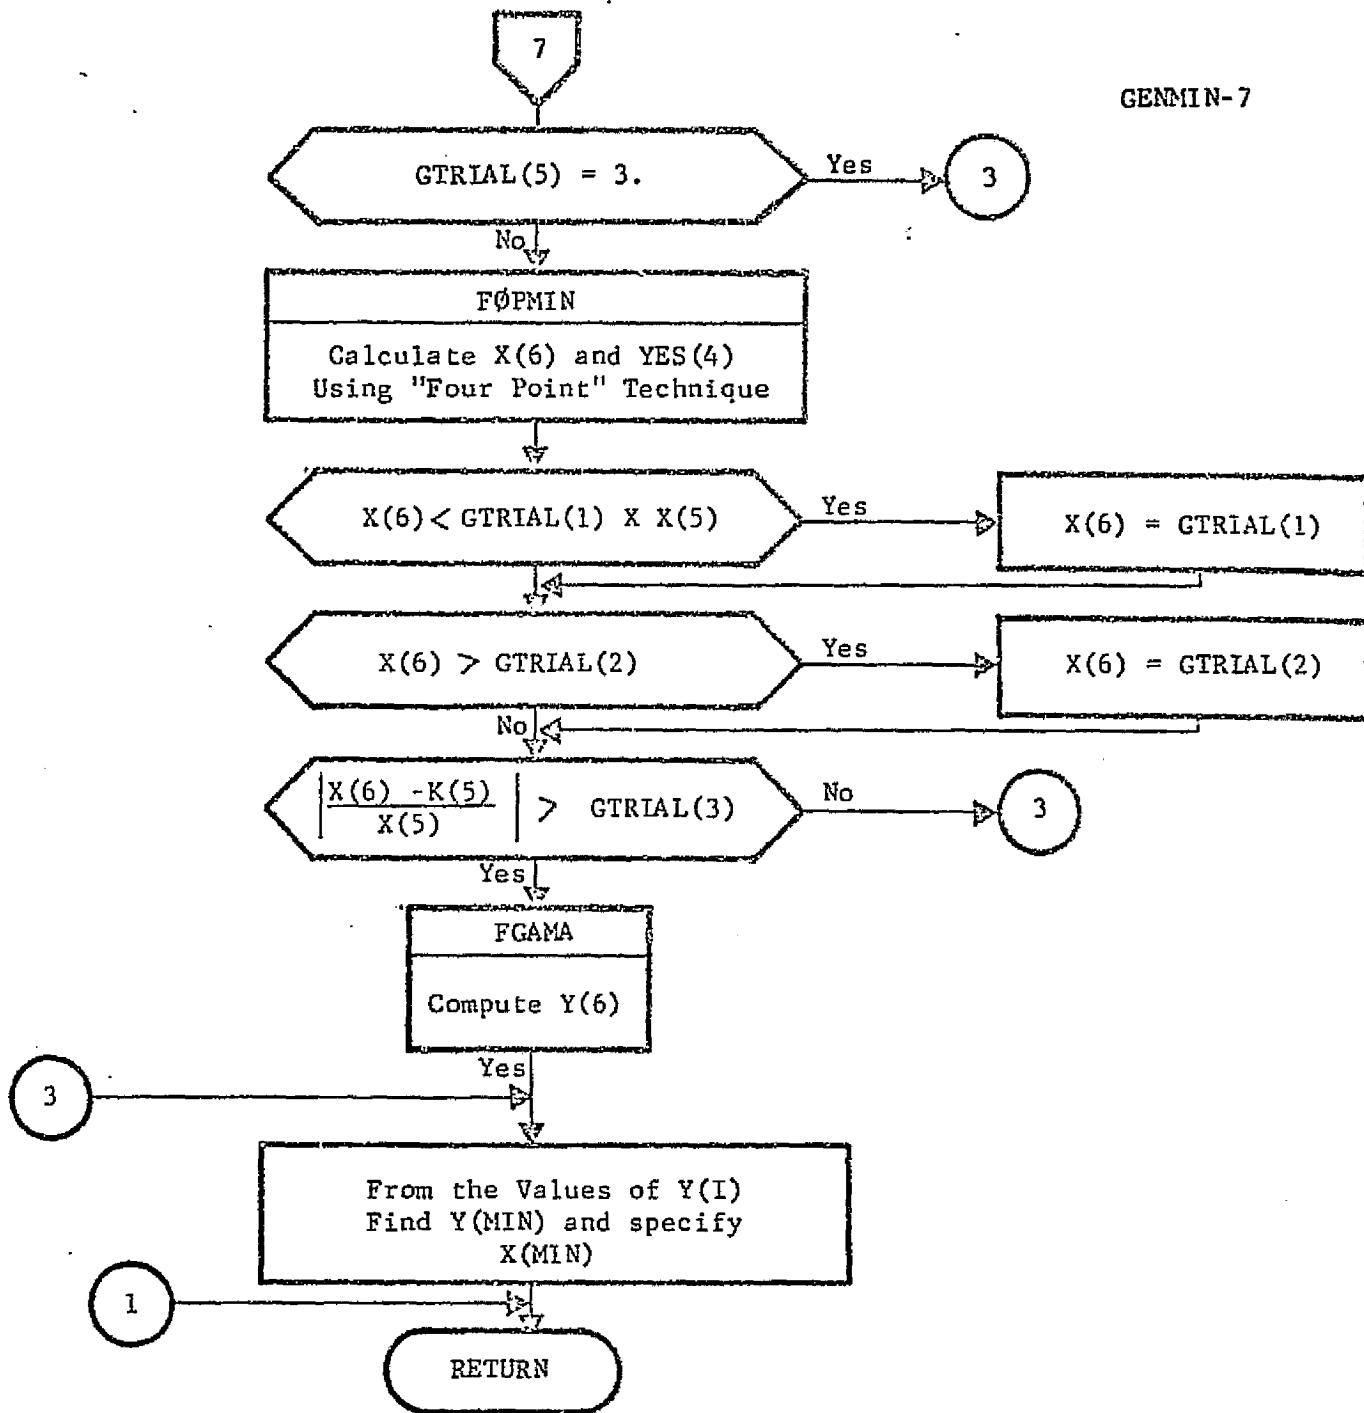 7
GENMIN-7
GTRIAL(5) = 3.
Yes
3
No
FØPMIN
Calculate X(6) and YES(4)
Using "Four Point" Technique
X(6) < GTRIAL(1) X X(5)
Yes
X(6) = GTRIAL(1)
X(6) > GTRIAL(2)
Yes
X(6) = GTRIAL(2)
No
|X(6) -K(5)
X(5)| > GTRIAL(3)
No
3
Yes
FGAMA
Compute Y(6)
Yes
3
From the Values of Y(I)
Find Y(MIN) and specify
X(MIN)
1
RETURN